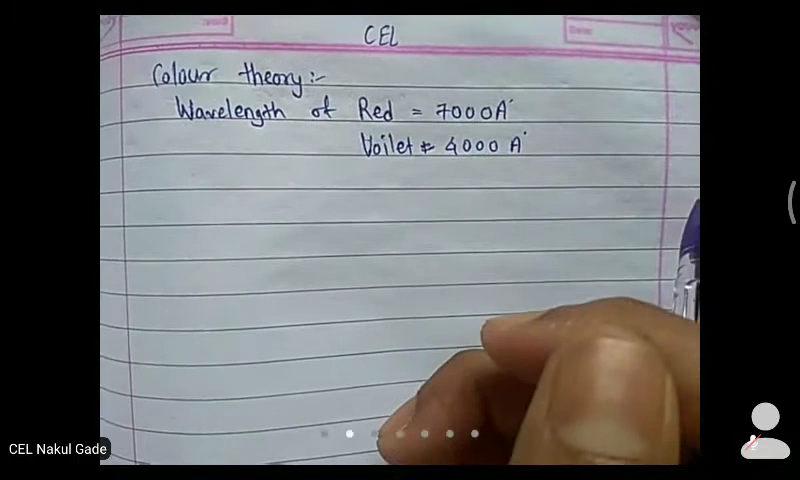 CEL
Colour theory :-
Wavelength of Red = 7000A°
Voilet = 4000 A°
CEL Nakul Gade